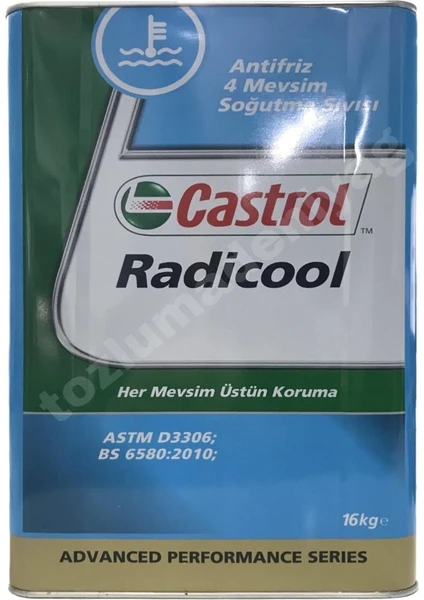 Antifriz
4 Mevsim
Soğutma Sıvısı
Castrol
TM
Radicool
Her Mevsim Üstün Koruma
ASTM D3306;
BS 6580:2010;
16kg e
ADVANCED PERFORMANCE SERIES